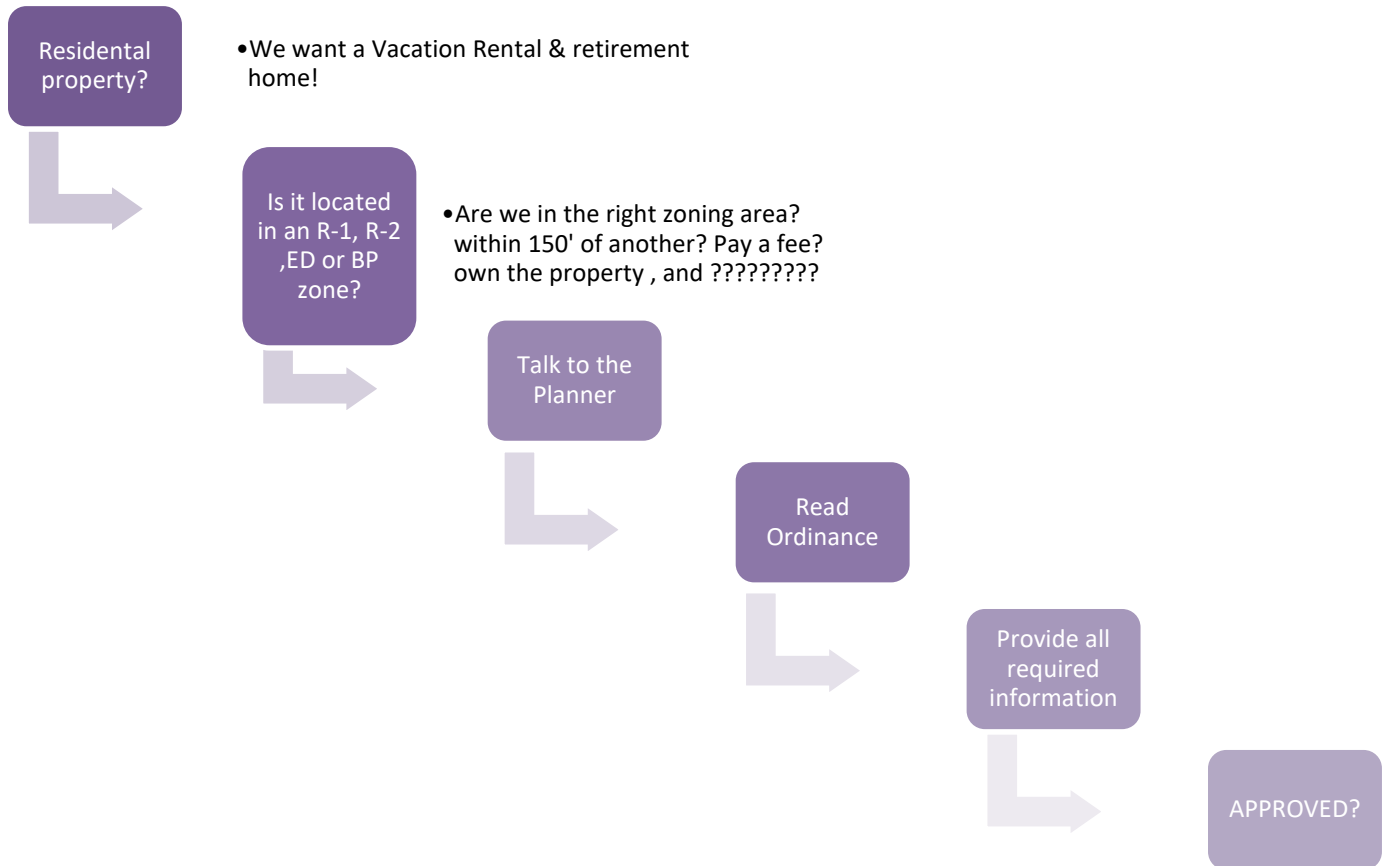 Residental
property?
•We want a Vacation Rental & retirement
home!
Is it located
in an R-1, R-2
,ED or BP
zone?
•Are we in the right zoning area?
within 150' of another? Pay a fee?
own the property , and ?????????
Talk to the
Planner
Read
Ordinance
Provide all
required
information
APPROVED?